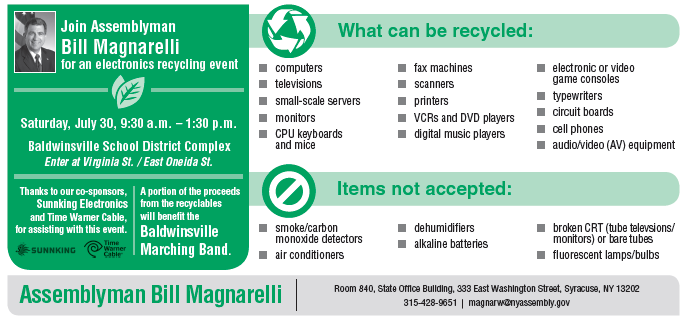 Join Assemblyman
Bill Magnarelli
for an electronics recycling event
Saturday, July 30, 9:30 a.m. – 1:30 p.m.
Baldwinsville School District Complex
Enter at Virginia St. / East Oneida St.
Thanks to our co-sponsors,
Sunnking Electronics
and Time Warner Cable,
for assisting with this event.
SUNNKING
Time
Warner
Cable
A portion of the proceeds
from the recyclables
will benefit the
Baldwinsville
Marching Band.
What can be recycled:
computers
televisions
small-scale servers
monitors
CPU keyboards
and mice
fax machines
scanners
printers
VCRs and DVD players
digital music players
electronic or video
game consoles
typewriters
circuit boards
cell phones
audio/video (AV) equipment
Items not accepted:
smoke/carbon
monoxide detectors
air conditioners
dehumidifiers
alkaline batteries
broken CRT (tube televsions/
monitors) or bare tubes
fluorescent lamps/bulbs
Assemblyman Bill Magnarelli
Room 840, State Office Building, 333 East Washington Street, Syracuse, NY 13202
315-428-9651 | magnarw@nyassembly.gov